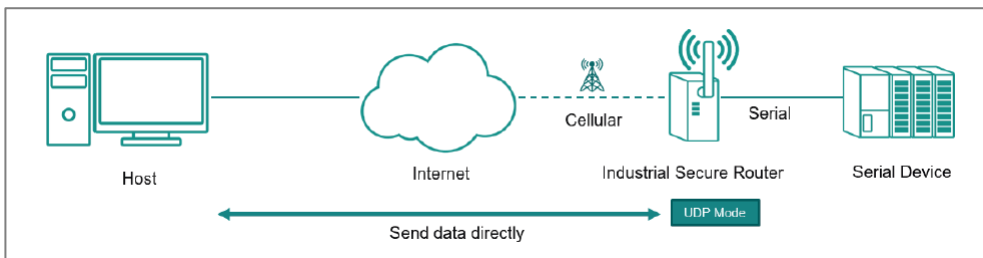 Cellular
Serial
Host
Internet
Industrial Secure Router
Serial Device
UDP Mode
Send data directly